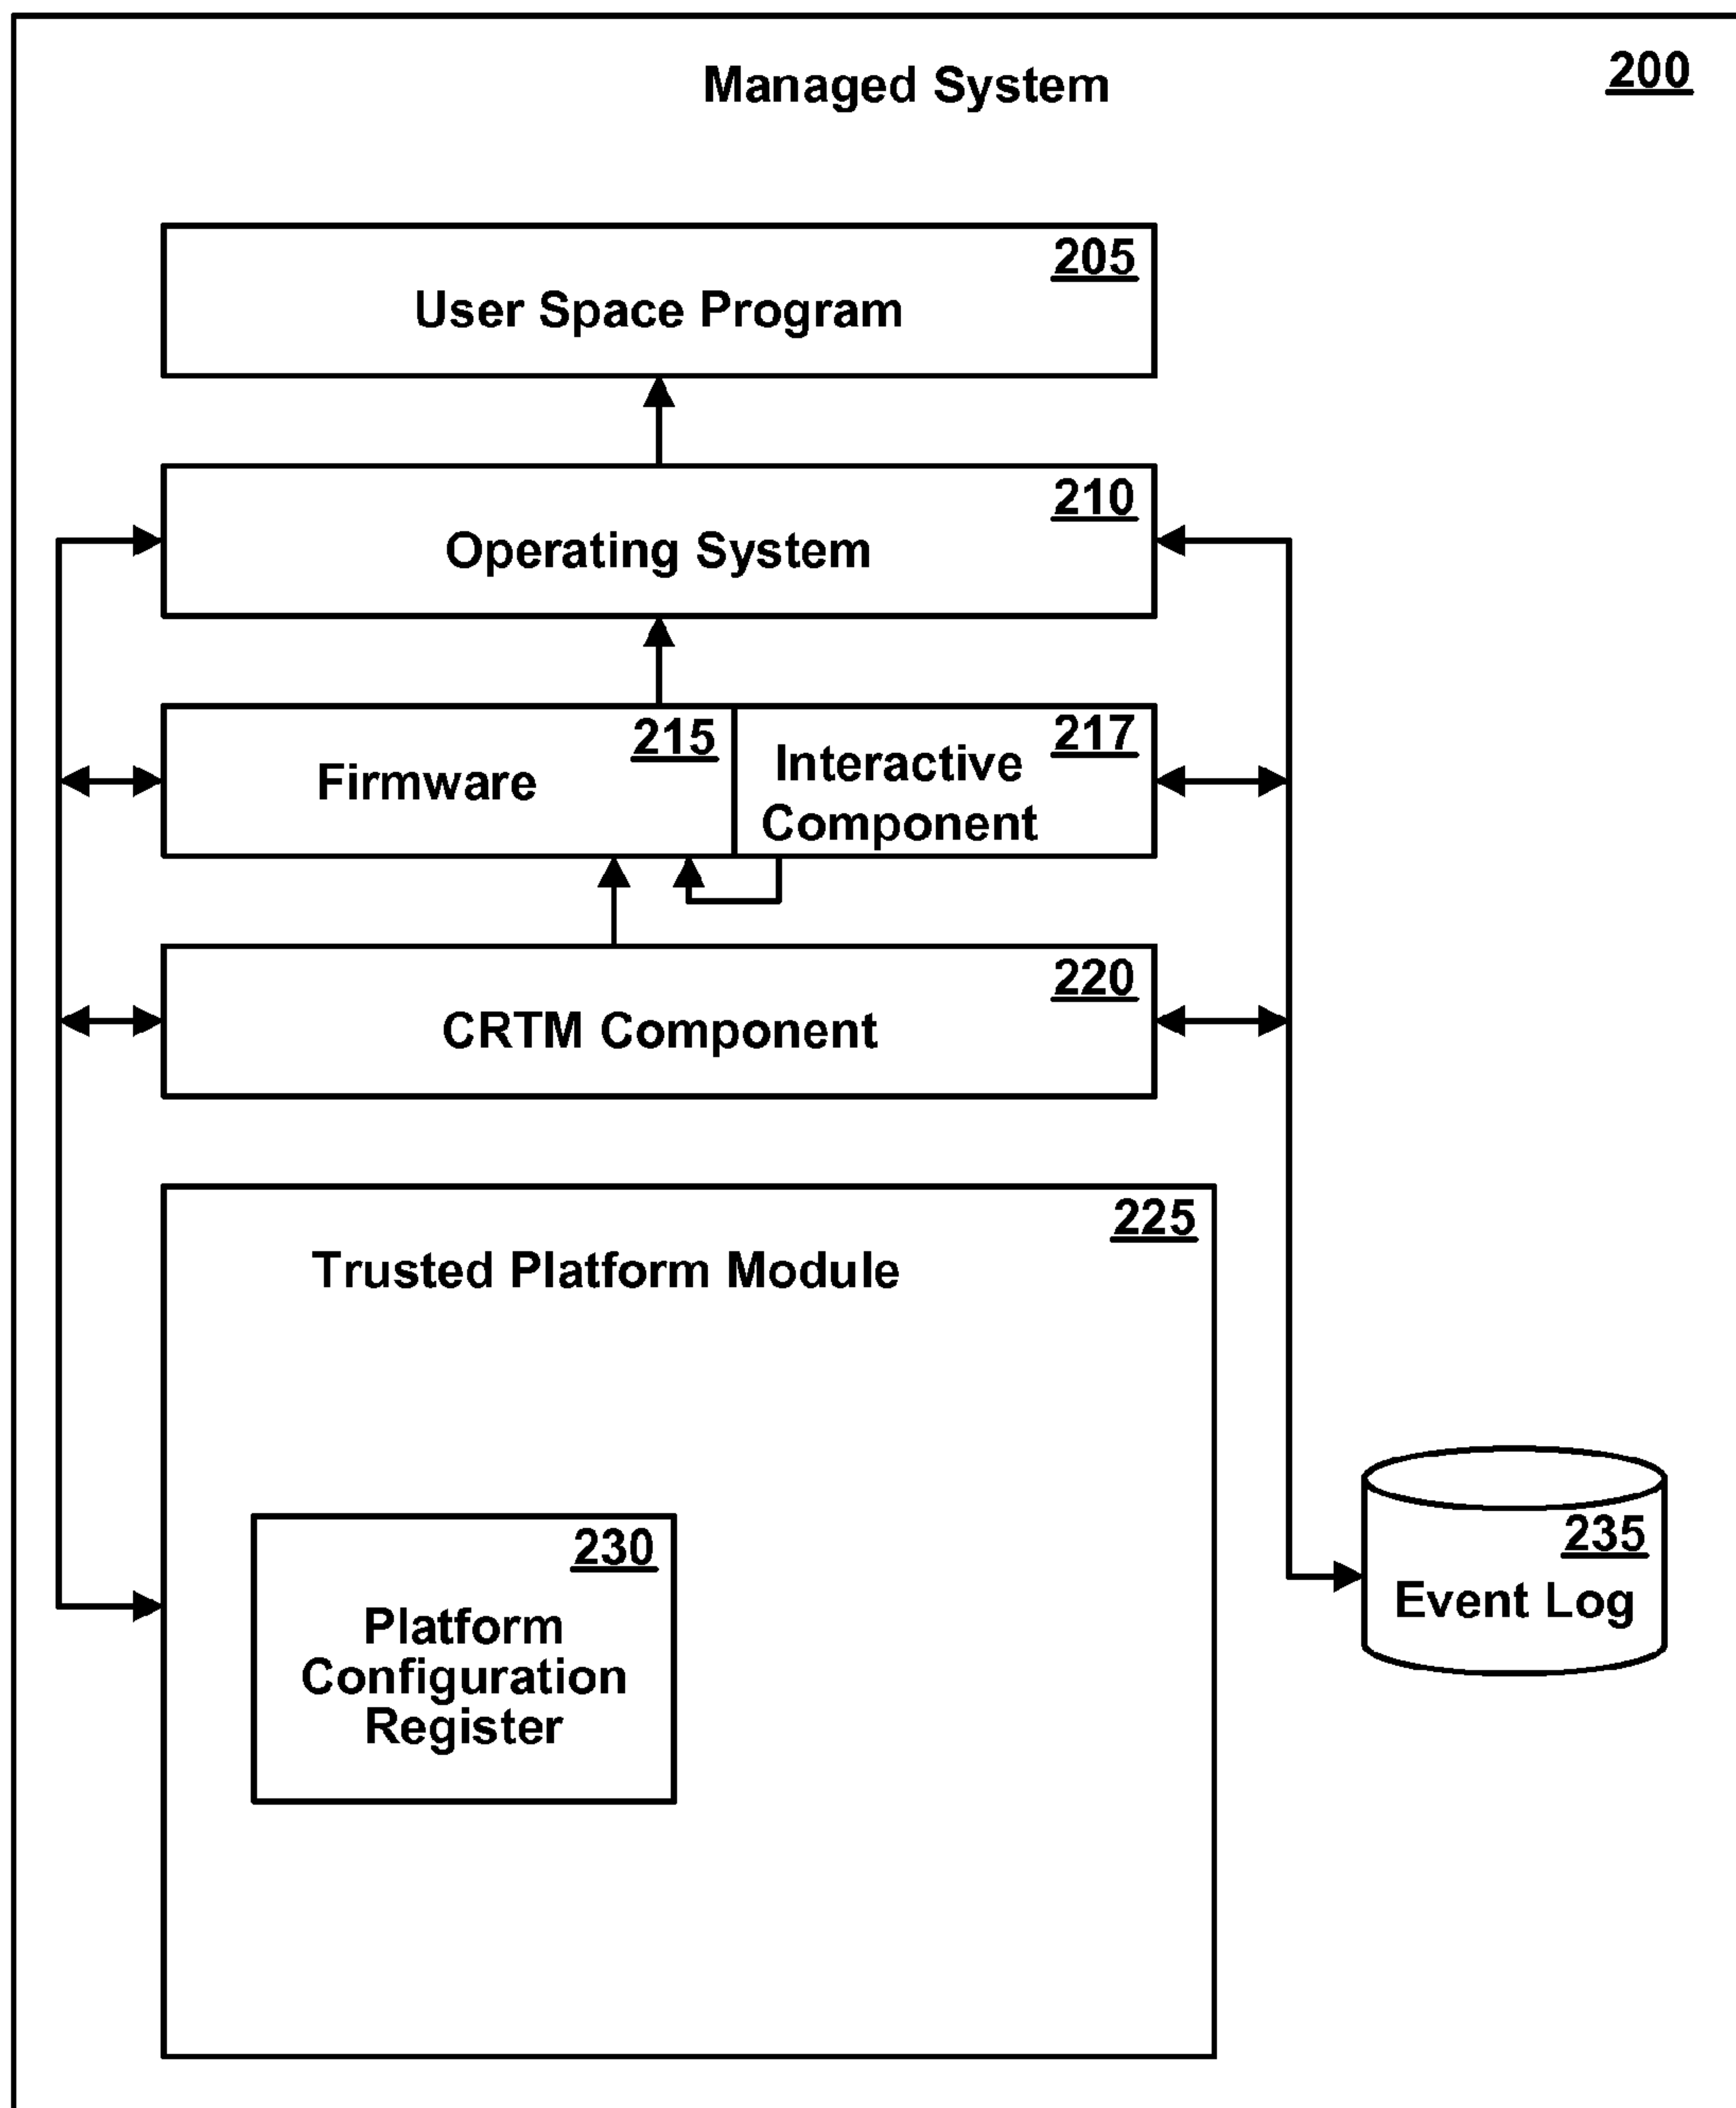 Managed System
200
205
User Space Program
210
Operating System
215
Firmware
217
Interactive
Component
220
CRTM Component
225
Trusted Platform Module
230
Platform
Configuration
Register
235
Event Log